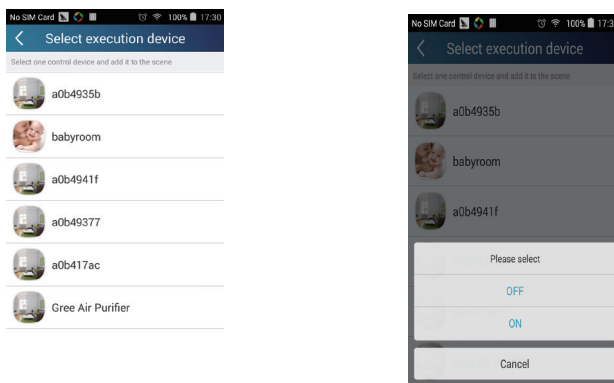 No SIM Card 100% 17:30
Select execution device
Select one control device and add it to the scene
a0b4935b
babyroom
a0b4941f
a0b49377
a0b417ac
Gree Air Purifier
No SIM Card 100% 17:3
Select execution device
Select one control device and add it to the scene
a0b4935b
babyroom
a0b4941f
Please select
OFF
ON
Cancel